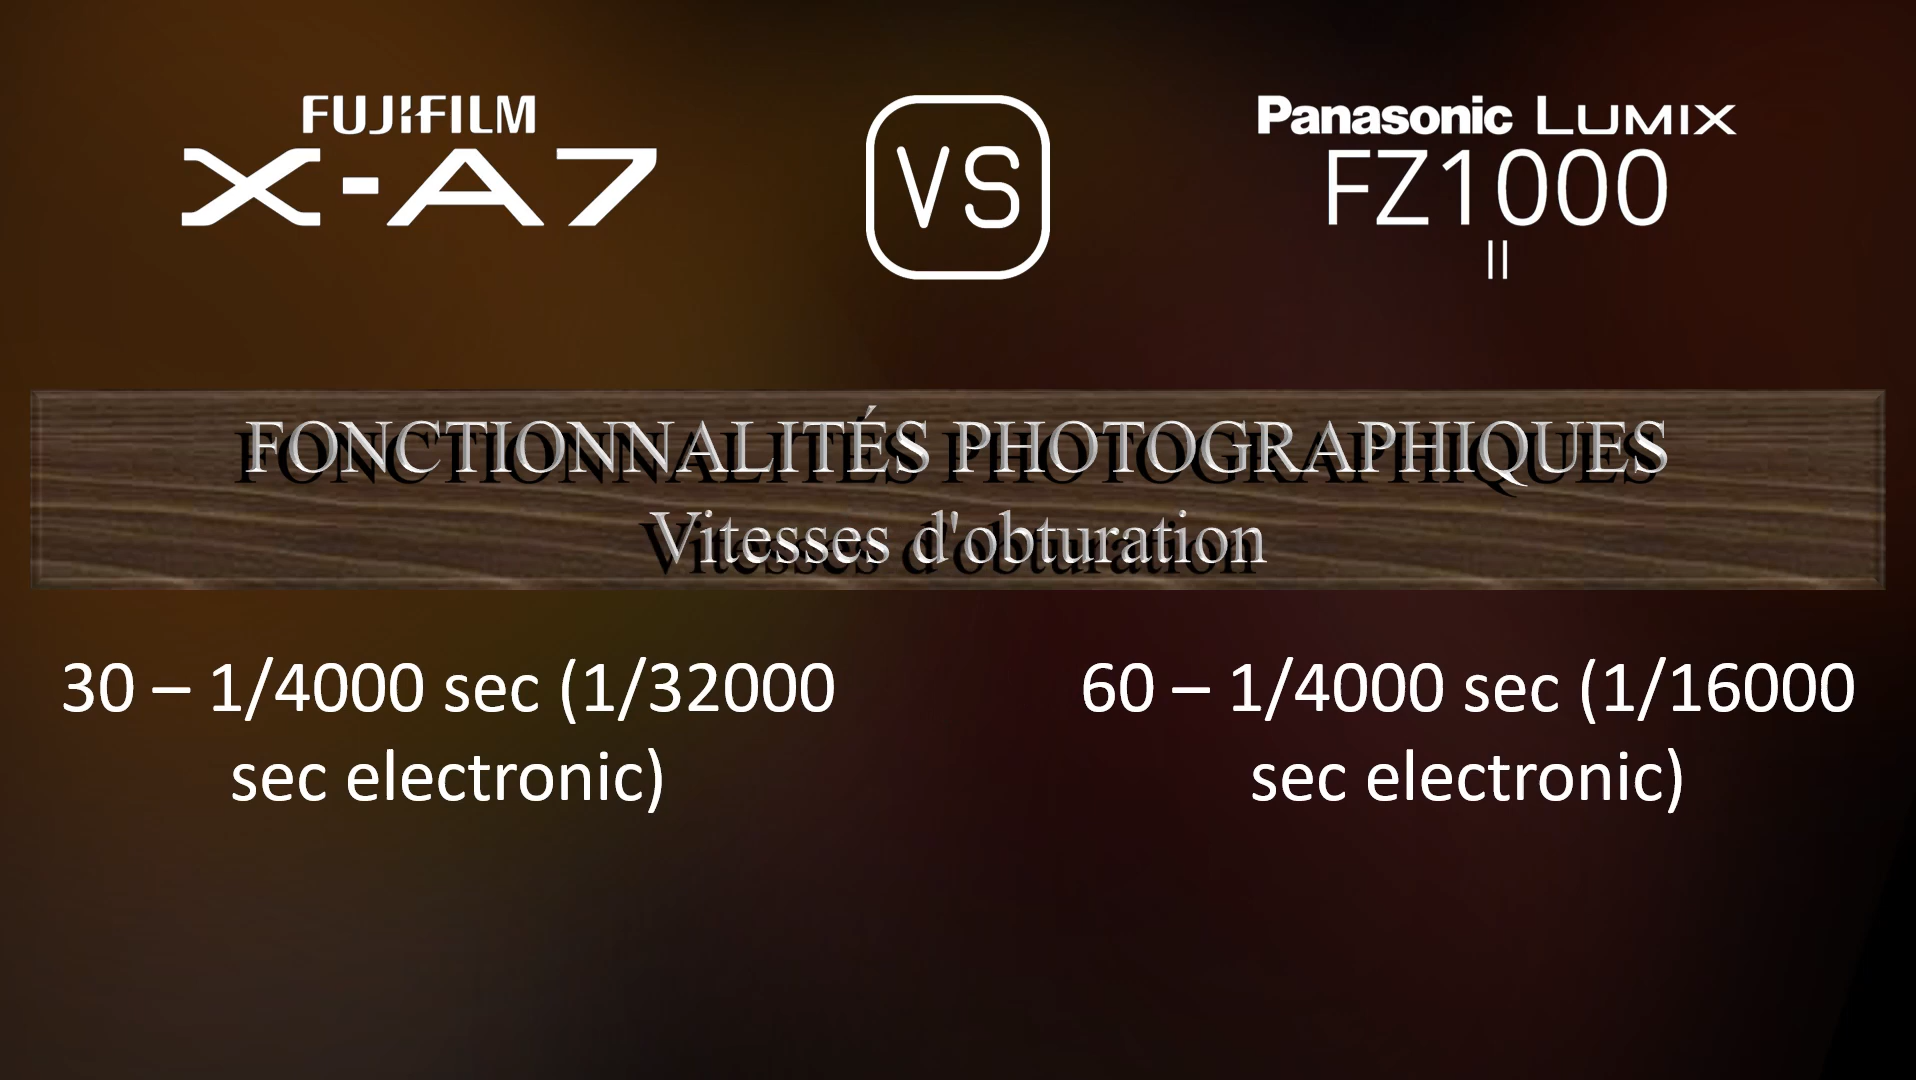 FUJIFILM
X-A7
VS
Panasonic LUMIX
FZ1000
II
FONCTIONNALITÉS PHOTOGRAPHIQUES
Vitesses d'obturation
30 – 1/4000 sec (1/32000
sec electronic)
60 – 1/4000 sec (1/16000
sec electronic)